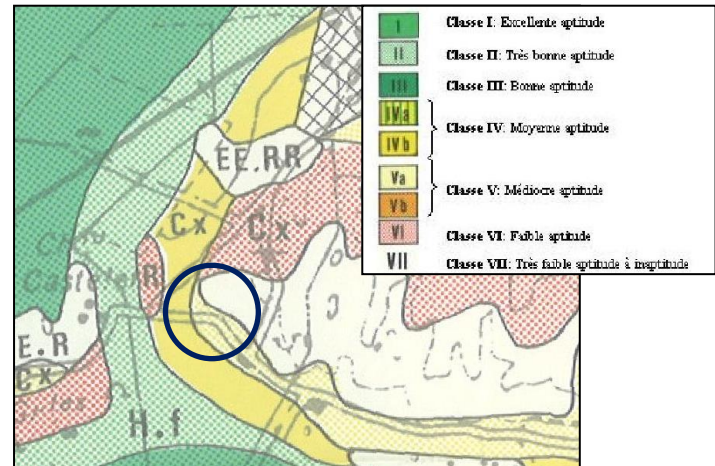 I
Classe I: Excellente aptitude
II
Classe II: Très bonne aptitude
III
Classe III: Bonne aptitude
IVa
IVb
Classe IV: Moyenne aptitude
Va
Vb
Classe V: Médiocre aptitude
VI
Classe VI: Faible aptitude
VII
Classe VII: Très faible aptitude à inaptitude
EE.RR
Cx
Cx
R
E.R
Cx
H.f